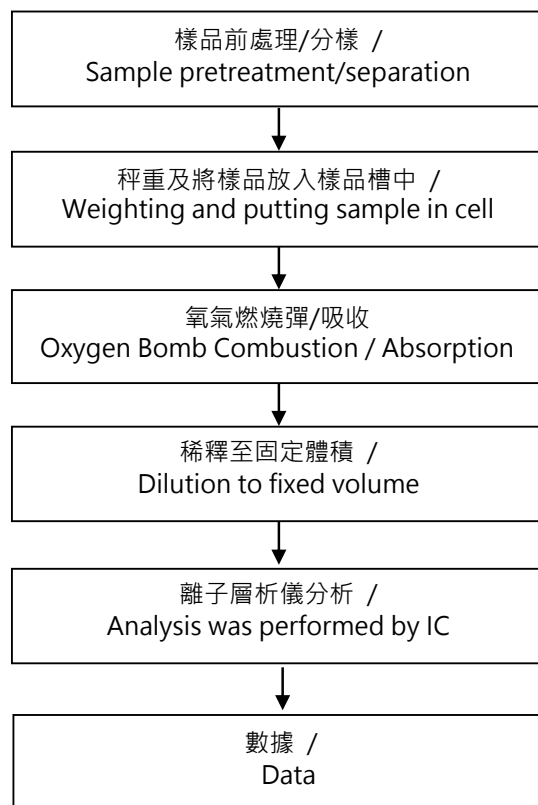 樣品前處理/分樣 /
Sample pretreatment/separation
秤重及將樣品放入樣品槽中 /
Weighting and putting sample in cell
氧氣燃燒彈/吸收
Oxygen Bomb Combustion / Absorption
稀釋至固定體積 /
Dilution to fixed volume
離子層析儀分析 /
Analysis was performed by IC
數據 /
Data